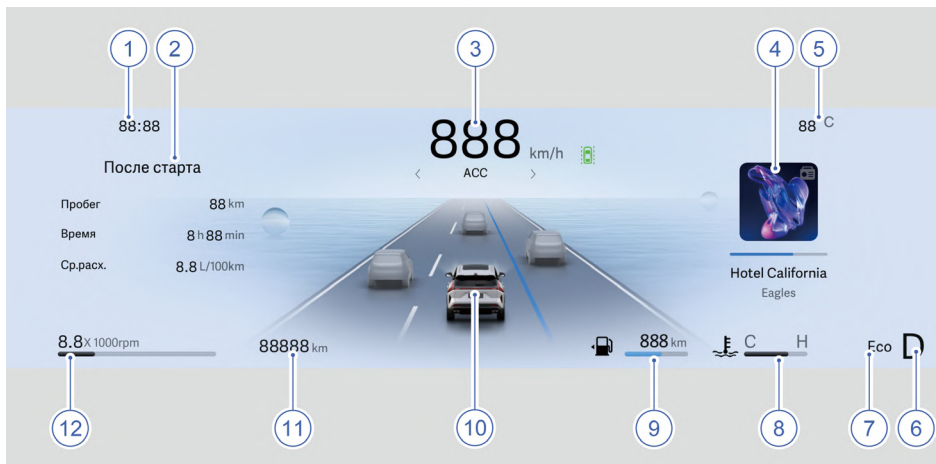 1 2 3 4 5
88:88
888 km/h
88 C
После старта
< ACC >
Пробег 88 km
Время 8 h 88 min
Ср.расх. 8.8 L/100km
Hotel California
Eagles
8.8 X 1000rpm
88888 km
888 km
C H
Eco D
12 11 10 9 8 7 6